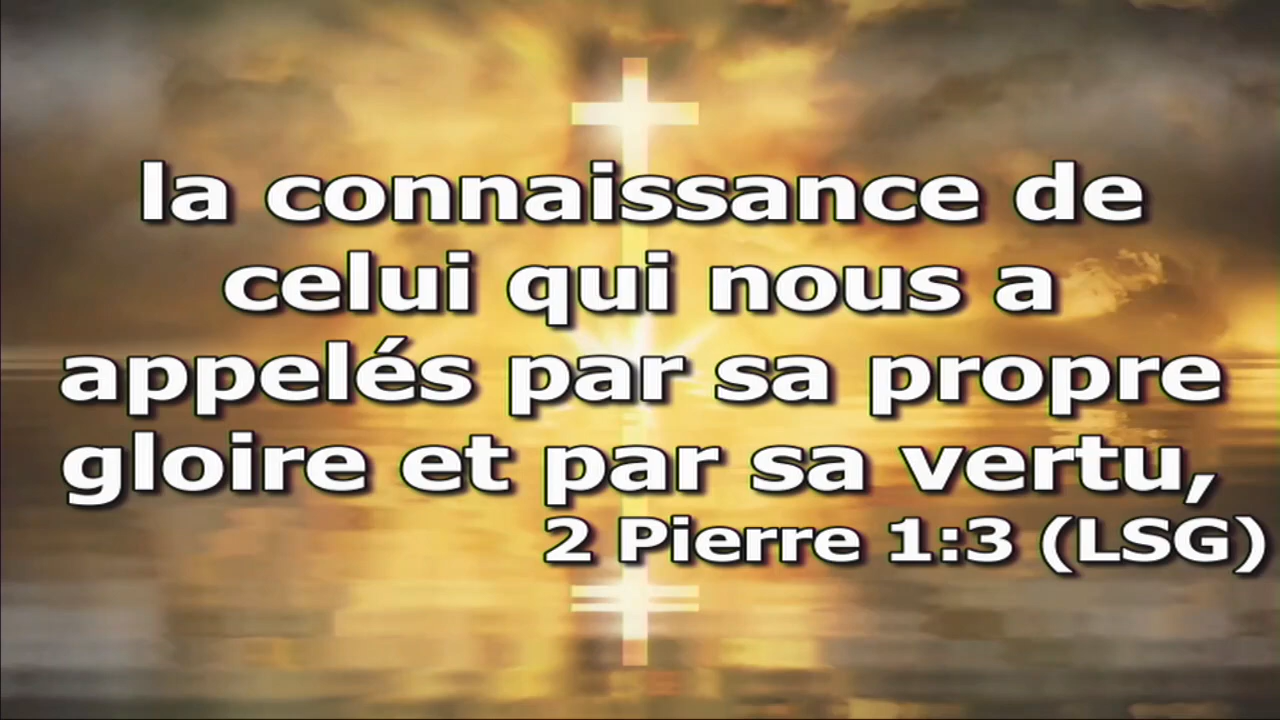 la connaissance de
celui qui nous a
appelés par sa propre
gloire et par sa vertu,
2 Pierre 1:3 (LSG)